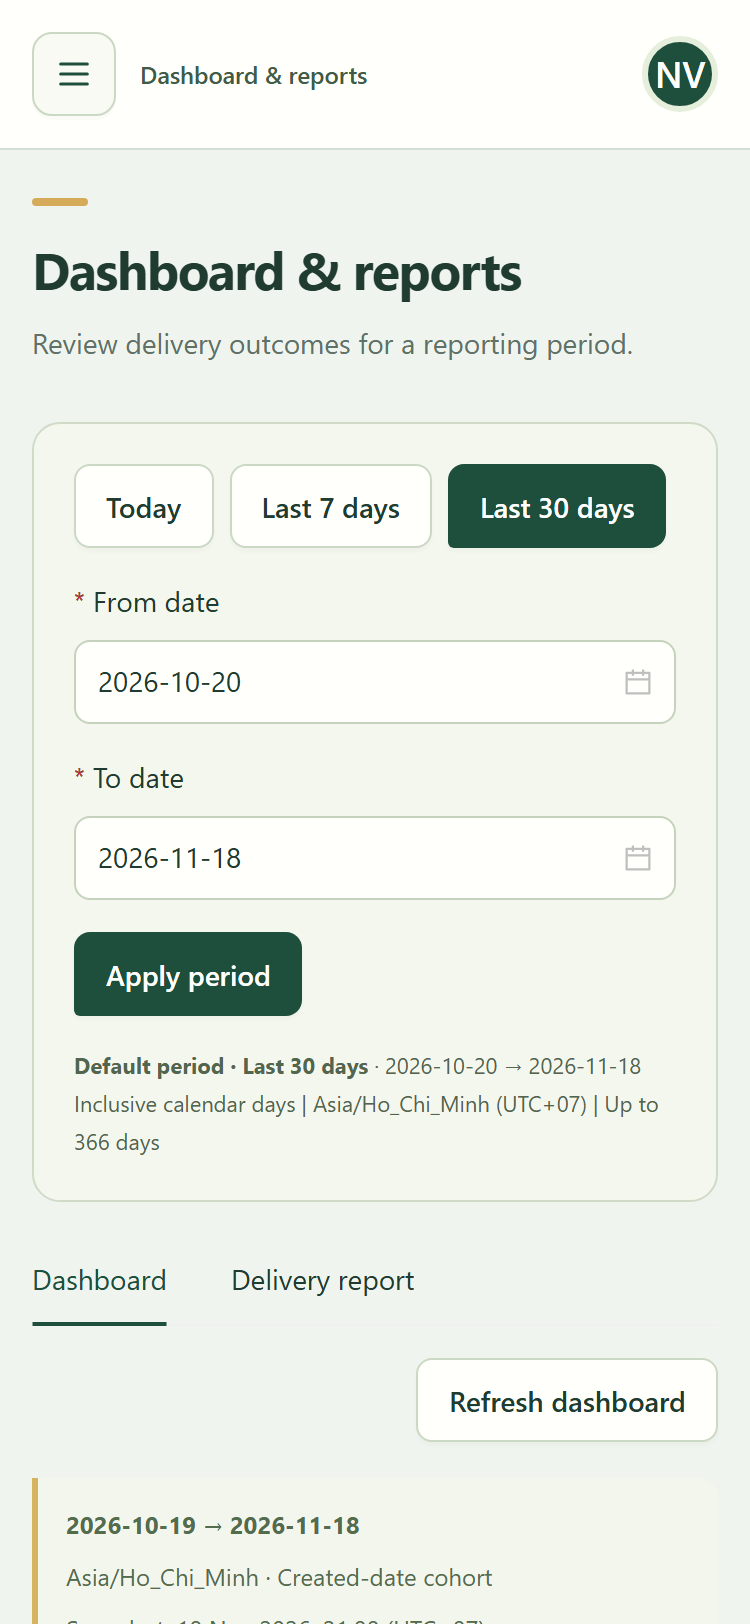 Dashboard & reports
NV
Dashboard & reports
Review delivery outcomes for a reporting period.
Today
Last 7 days
Last 30 days
* From date
2026-10-20
* To date
2026-11-18
Apply period
Default period · Last 30 days · 2026-10-20 → 2026-11-18
Inclusive calendar days | Asia/Ho_Chi_Minh (UTC+07) | Up to
366 days
Dashboard
Delivery report
Refresh dashboard
2026-10-19 → 2026-11-18
Asia/Ho_Chi_Minh · Created-date cohort